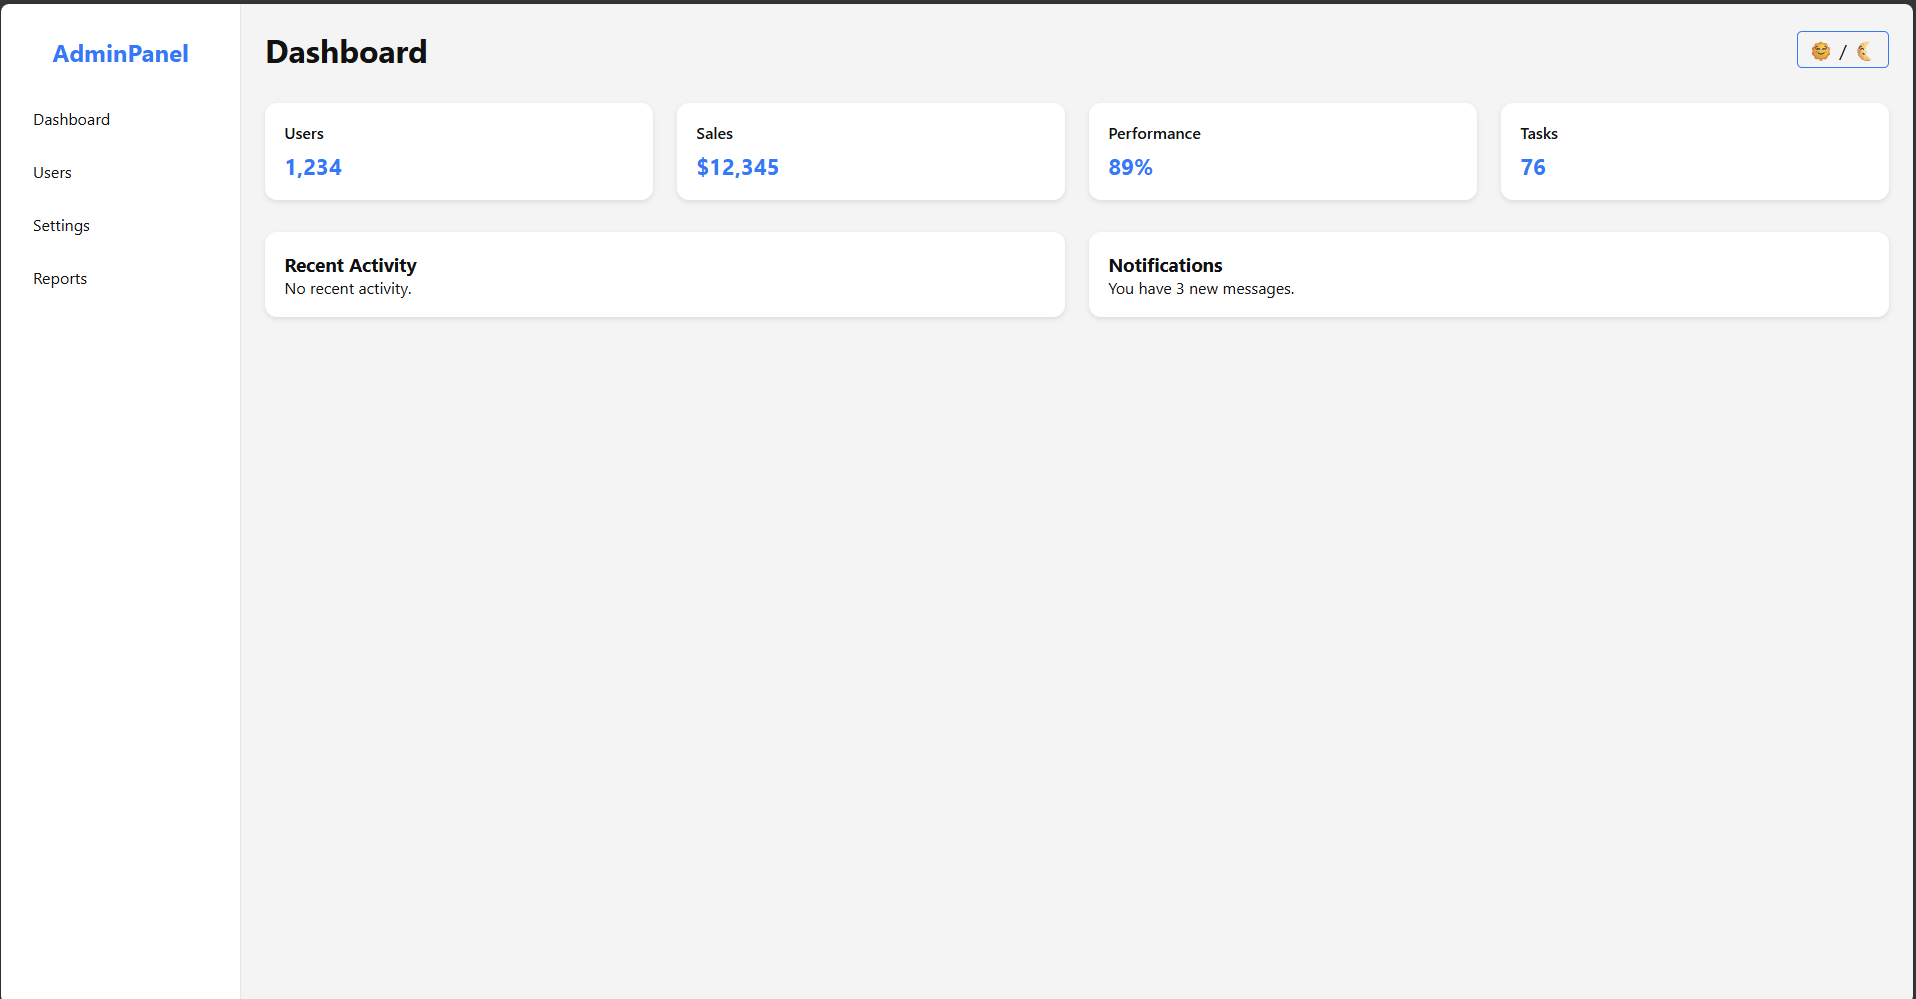 AdminPanel
Dashboard
Users
Settings
Reports
Dashboard
🌞 / 🌜
Users
1,234
Sales
$12,345
Performance
89%
Tasks
76
Recent Activity
No recent activity.
Notifications
You have 3 new messages.